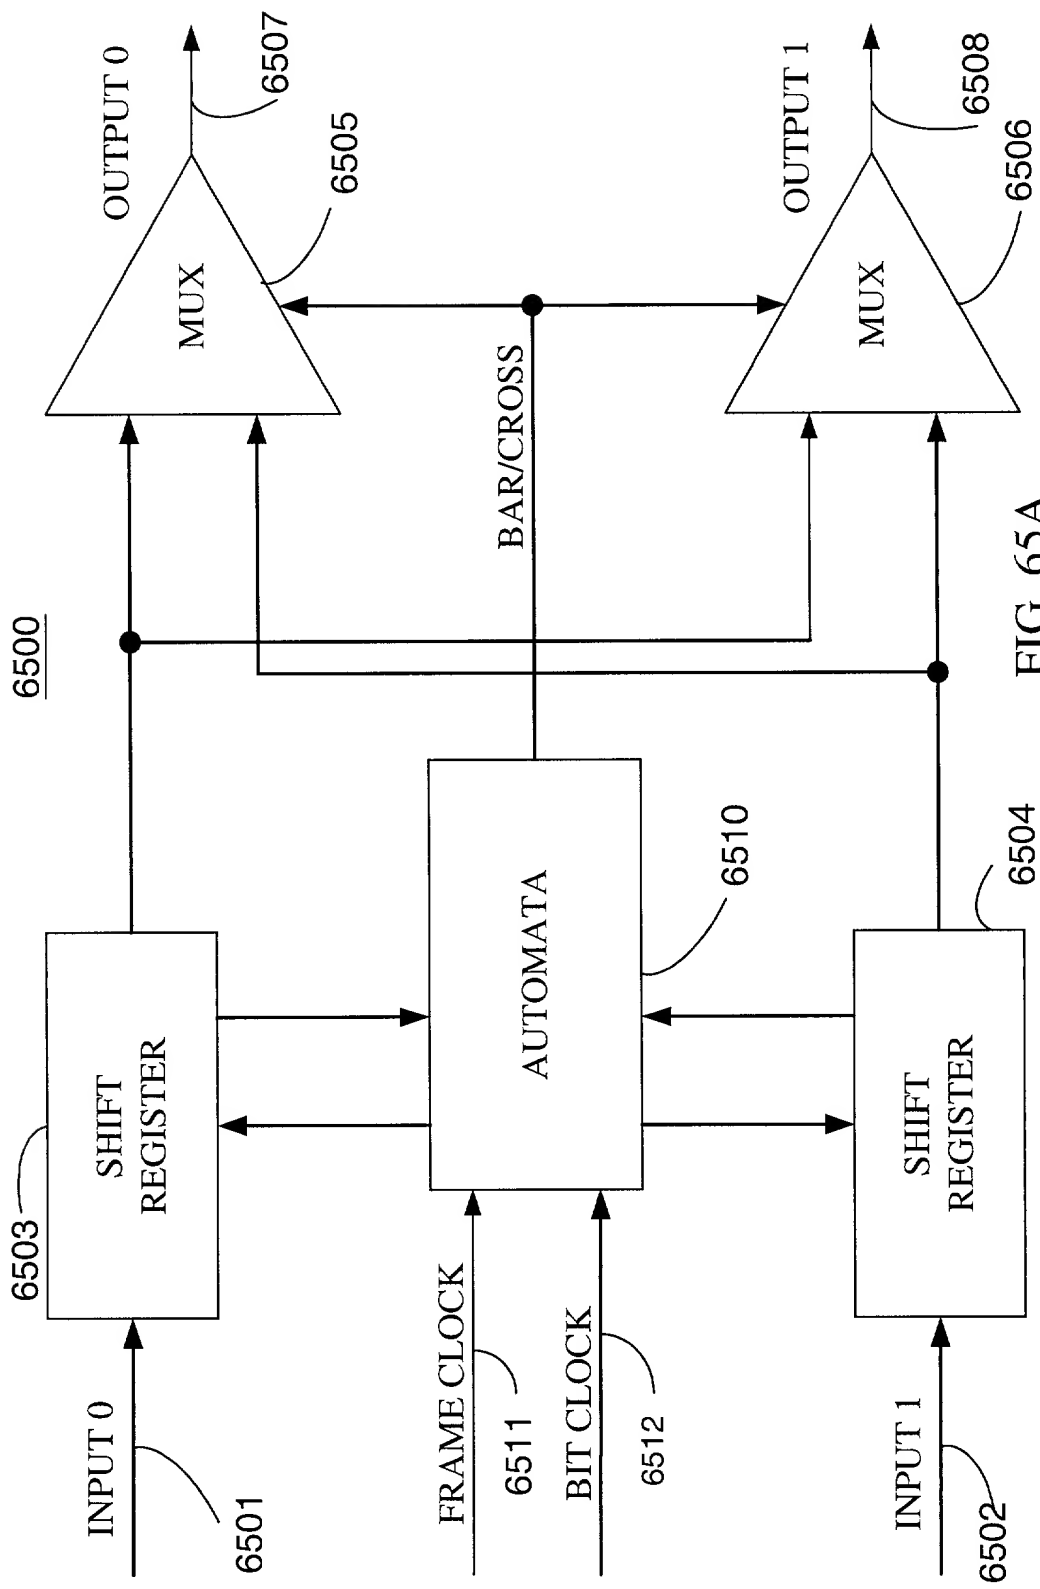 6500
INPUT 0
6501
6503
SHIFT
REGISTER
OUTPUT 0
6507
MUX
6505
FRAME CLOCK
6511
BIT CLOCK
6512
AUTOMATA
6510
BAR/CROSS
INPUT 1
6502
SHIFT
REGISTER
6504
OUTPUT 1
6508
MUX
6506
FIG. 65A